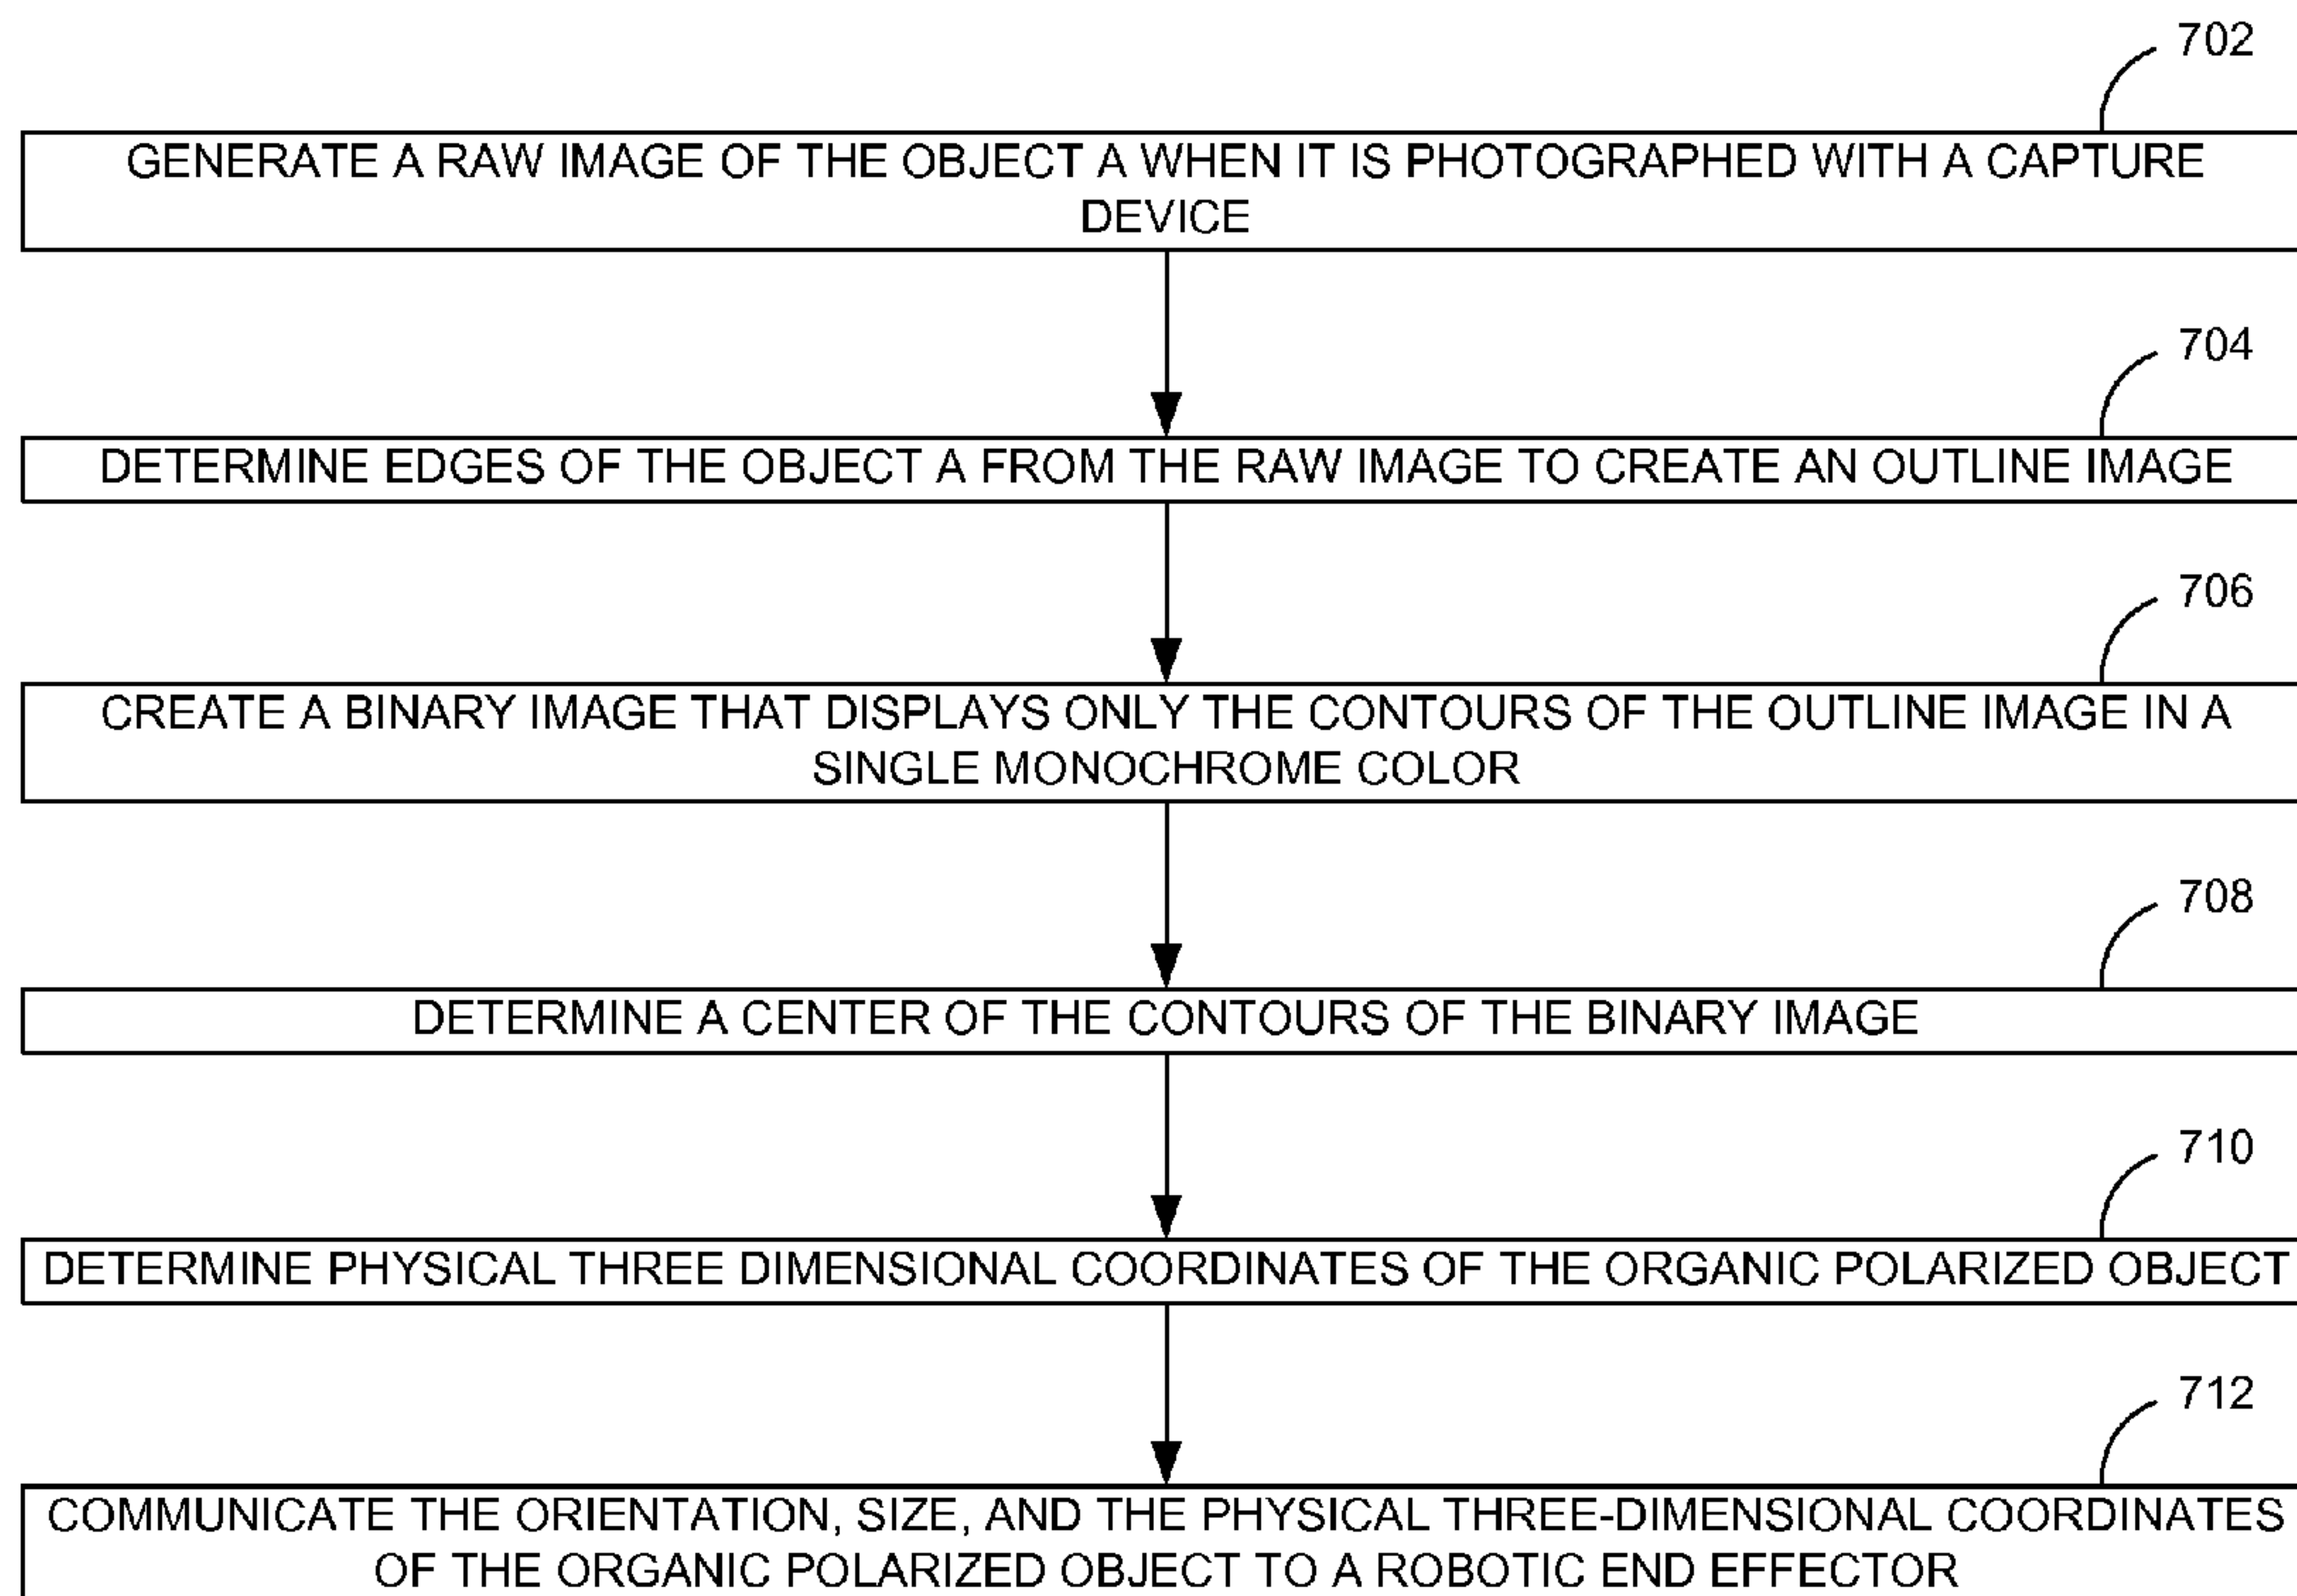 702
GENERATE A RAW IMAGE OF THE OBJECT A WHEN IT IS PHOTOGRAPHED WITH A CAPTURE
DEVICE
704
DETERMINE EDGES OF THE OBJECT A FROM THE RAW IMAGE TO CREATE AN OUTLINE IMAGE
706
CREATE A BINARY IMAGE THAT DISPLAYS ONLY THE CONTOURS OF THE OUTLINE IMAGE IN A
SINGLE MONOCHROME COLOR
708
DETERMINE A CENTER OF THE CONTOURS OF THE BINARY IMAGE
710
DETERMINE PHYSICAL THREE DIMENSIONAL COORDINATES OF THE ORGANIC POLARIZED OBJECT
712
COMMUNICATE THE ORIENTATION, SIZE, AND THE PHYSICAL THREE-DIMENSIONAL COORDINATES
OF THE ORGANIC POLARIZED OBJECT TO A ROBOTIC END EFFECTOR